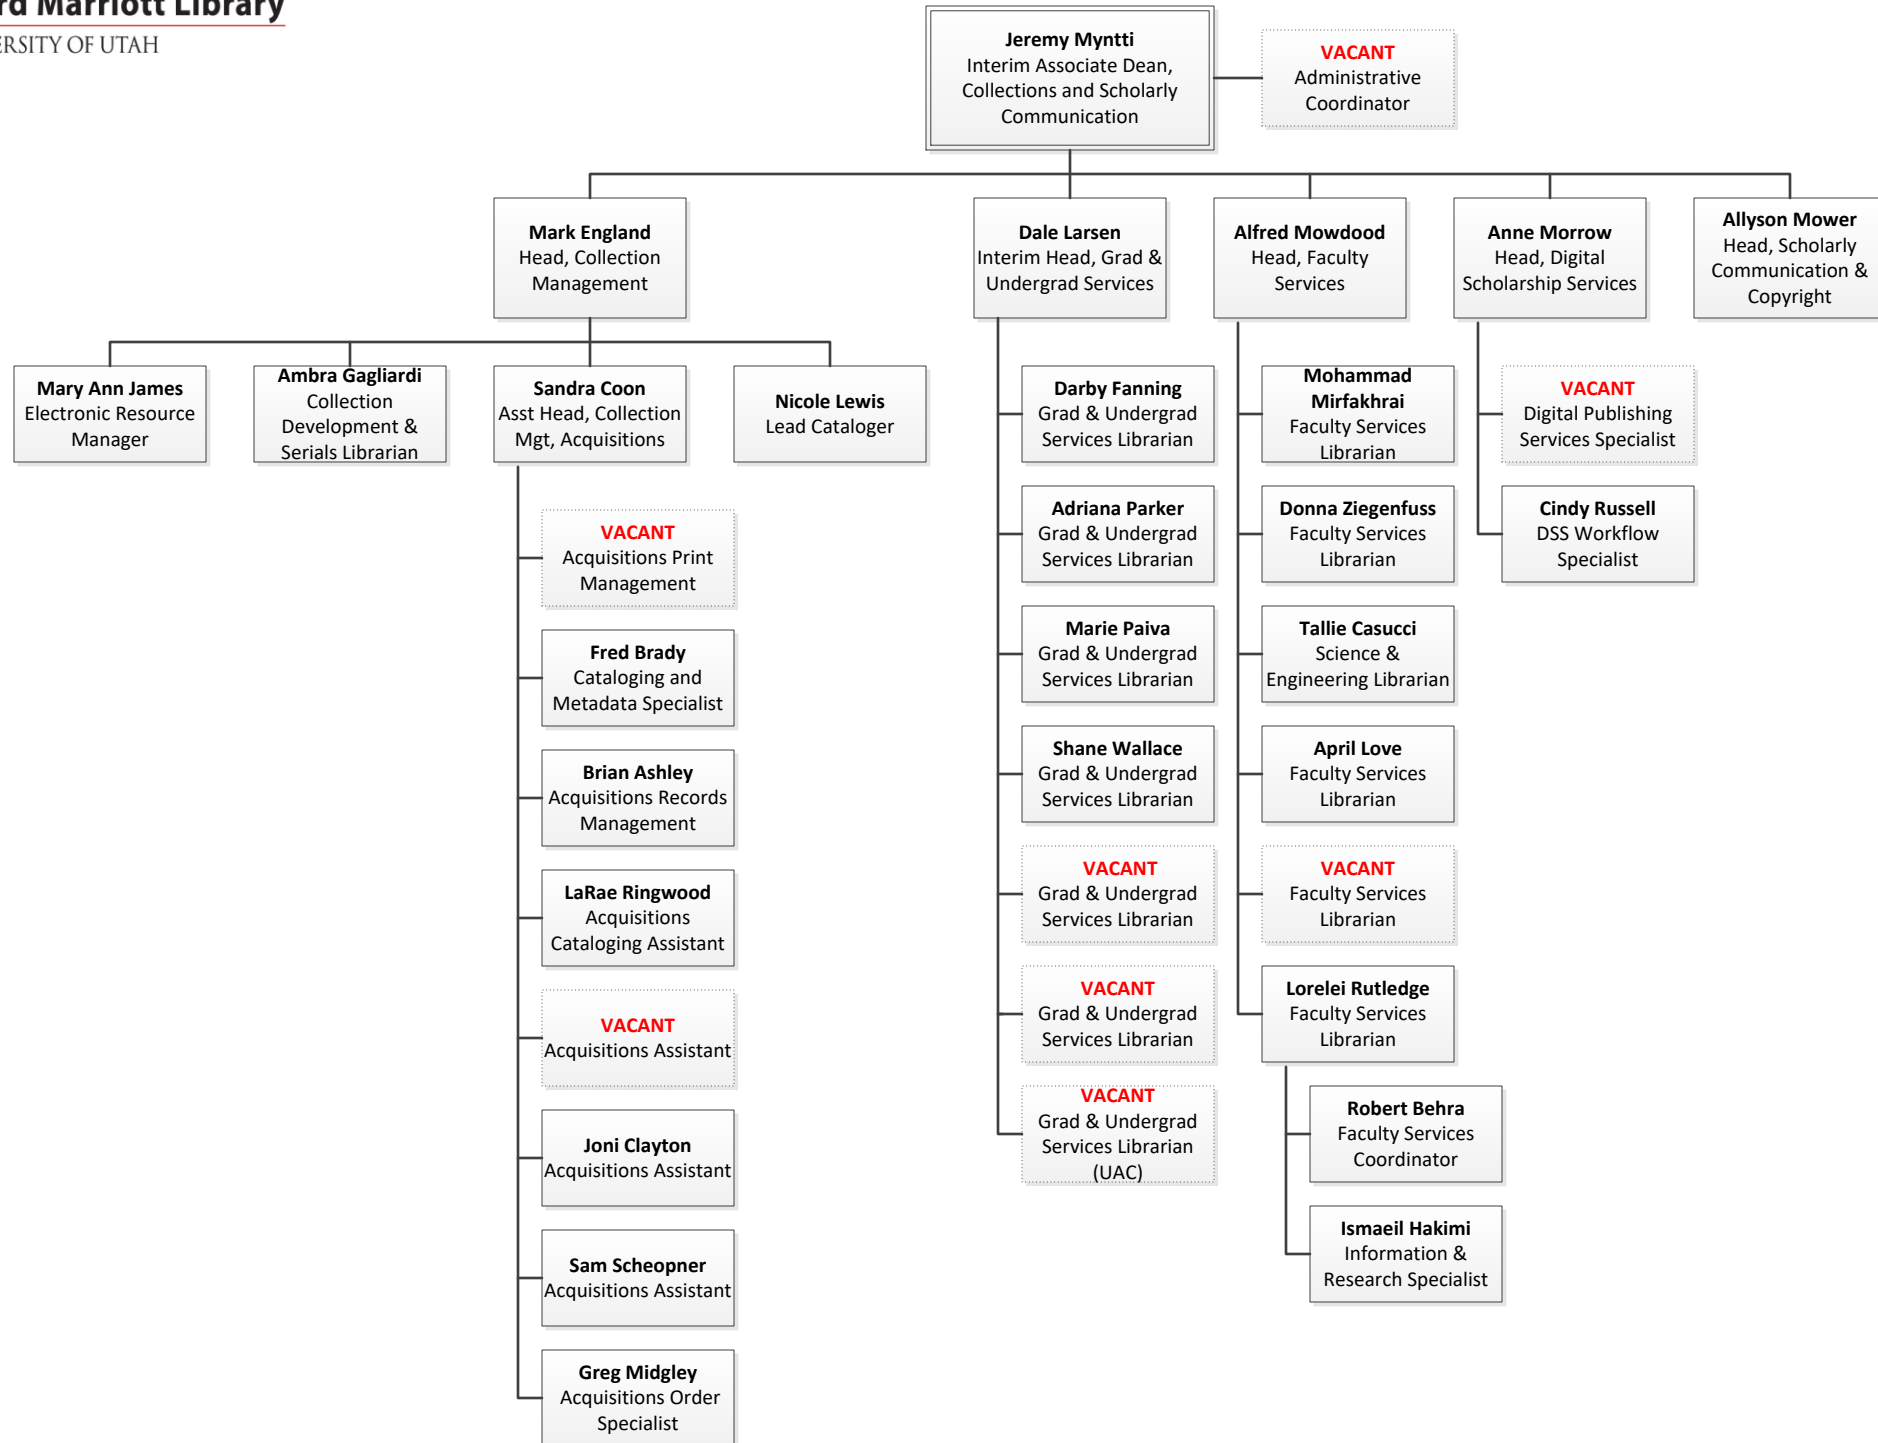 Marriott Library
OF UTAH
Jeremy Myntti
Interim Associate Dean,
Collections and Scholarly
Communication
VACANT
Administrative
Coordinator
Mark England
Head, Collection
Management
Dale Larsen
Interim Head, Grad &
Undergrad Services
Alfred Mowdood
Head, Faculty
Services
Anne Morrow
Head, Digital
Scholarship Services
Allyson Mower
Head, Scholarly
Communication &
Copyright
Mary Ann James
Electronic Resource
Manager
Ambra Gagliardi
Collection
Development &
Serials Librarian
Sandra Coon
Asst Head, Collection
Mgt, Acquisitions
Nicole Lewis
Lead Cataloger
VACANT
Acquisitions Print
Management
Fred Brady
Cataloging and
Metadata Specialist
Brian Ashley
Acquisitions Records
Management
LaRae Ringwood
Acquisitions
Cataloging Assistant
VACANT
Acquisitions Assistant
Joni Clayton
Acquisitions Assistant
Sam Scheopner
Acquisitions Assistant
Greg Midgley
Acquisitions Order
Specialist
Darby Fanning
Grad & Undergrad
Services Librarian
Adriana Parker
Grad & Undergrad
Services Librarian
Marie Paiva
Grad & Undergrad
Services Librarian
Shane Wallace
Grad & Undergrad
Services Librarian
VACANT
Grad & Undergrad
Services Librarian
VACANT
Grad & Undergrad
Services Librarian
VACANT
Grad & Undergrad
Services Librarian
(UAC)
Mohammad
Mirfakhrai
Faculty Services
Librarian
Donna Ziegenfuss
Faculty Services
Librarian
Tallie Casucci
Science &
Engineering Librarian
April Love
Faculty Services
Librarian
VACANT
Faculty Services
Librarian
Lorelei Rutledge
Faculty Services
Librarian
Robert Behra
Faculty Services
Coordinator
Ismaeil Hakimi
Information &
Research Specialist
VACANT
Digital Publishing
Services Specialist
Cindy Russell
DSS Workflow
Specialist